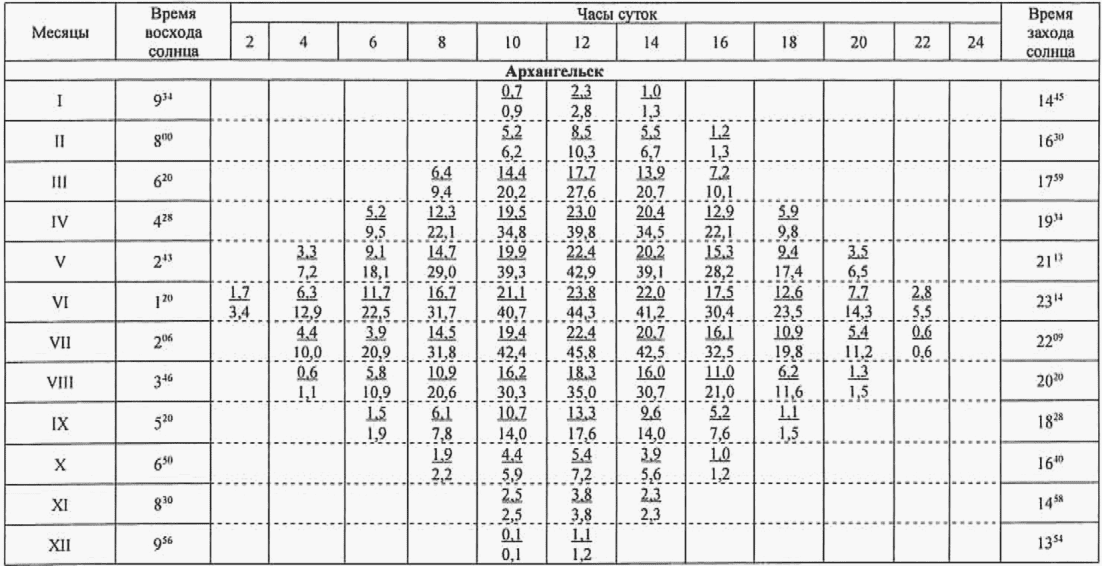 Месяцы Время восхода солнца Часы суток Время захода солнца
2 4 6 8 10 12 14 16 18 20 22 24
Архангельск
I 9³⁴ 0,7 2,3 1,0 14⁴⁵
0,9 2,8 1,3
II 8⁰⁰ 5,2 8,5 5,5 1,2 16³⁰
6,2 10,3 6,7 1,3
III 6²⁰ 6,4 14,4 17,7 13,9 7,2 17⁵⁹
9,4 20,2 27,6 20,7 10,1
IV 4²⁸ 5,2 12,3 19,5 23,0 20,4 12,9 5,9 19³⁴
9,5 22,1 34,8 39,8 34,5 22,1 9,8
V 2⁴³ 3,3 9,1 14,7 19,9 22,4 20,2 15,3 9,4 3,5 21¹³
7,2 18,1 29,0 39,3 42,9 39,1 28,2 17,4 6,5
VI 1²⁰ 1,7 6,3 11,7 16,7 21,1 23,8 22,0 17,5 12,6 7,7 2,8 23¹⁴
3,4 12,9 22,5 31,7 40,7 44,3 41,2 30,4 23,5 14,3 5,5
VII 2⁰⁶ 4,4 3,9 14,5 19,4 22,4 20,7 16,1 10,9 5,4 0,6 22⁰⁹
10,0 20,9 31,8 42,4 45,8 42,5 32,5 19,8 11,2 0,6
VIII 3⁴⁶ 0,6 5,8 10,9 16,2 18,3 16,0 11,0 6,2 1,3 20²⁰
1,1 10,9 20,6 30,3 35,0 30,7 21,0 11,6 1,5
IX 5²⁰ 1,5 6,1 10,7 13,3 9,6 5,2 1,1 18²⁸
1,9 7,8 14,0 17,6 14,0 7,6 1,5
X 6⁵⁰ 1,9 4,4 5,4 3,9 1,0 16⁴⁰
2,2 5,9 7,2 5,6 1,2
XI 8³⁰ 2,5 3,8 2,3 14⁵⁸
2,5 3,8 2,3
XII 9⁵⁶ 0,1 1,1 13⁵⁴
0,1 1,2